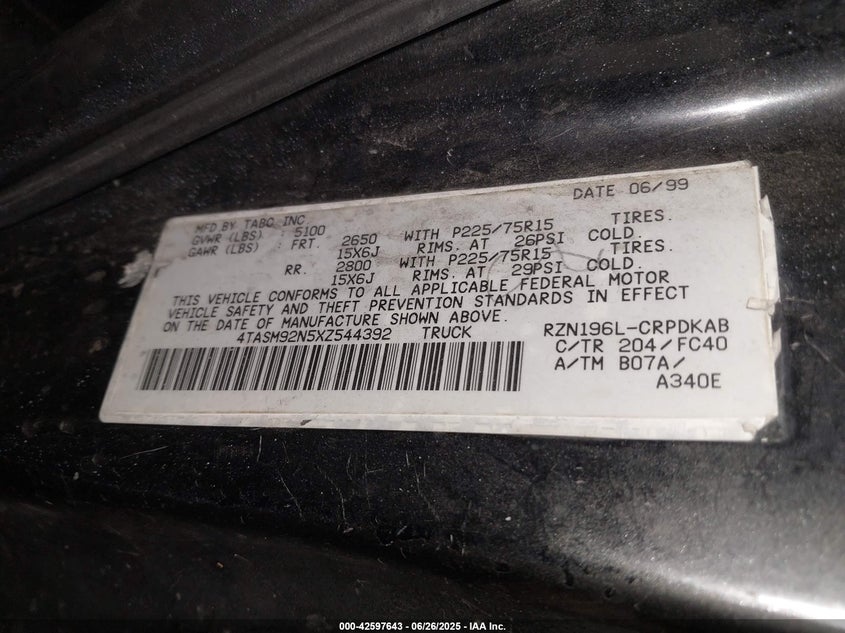 DATE 06/99
MFD BY TABC INC.
GVWR (LBS) : 5100
GAWR (LBS) : FRT. 2650 WITH P225/75R15 TIRES.
15X6J RIMS. AT 26PSI COLD.
RR. 2800 WITH P225/75R15 TIRES.
15X6J RIMS. AT 29PSI COLD.
THIS VEHICLE CONFORMS TO ALL APPLICABLE FEDERAL MOTOR
VEHICLE SAFETY AND THEFT PREVENTION STANDARDS IN EFFECT
ON THE DATE OF MANUFACTURE SHOWN ABOVE.
4TASM92N5XZ544392 TRUCK RZN196L-CRPDKAB
C/TR 204/FC40
A/TM B07A/
A340E
000-42597643 - 06/26/2025 - IAA Inc.